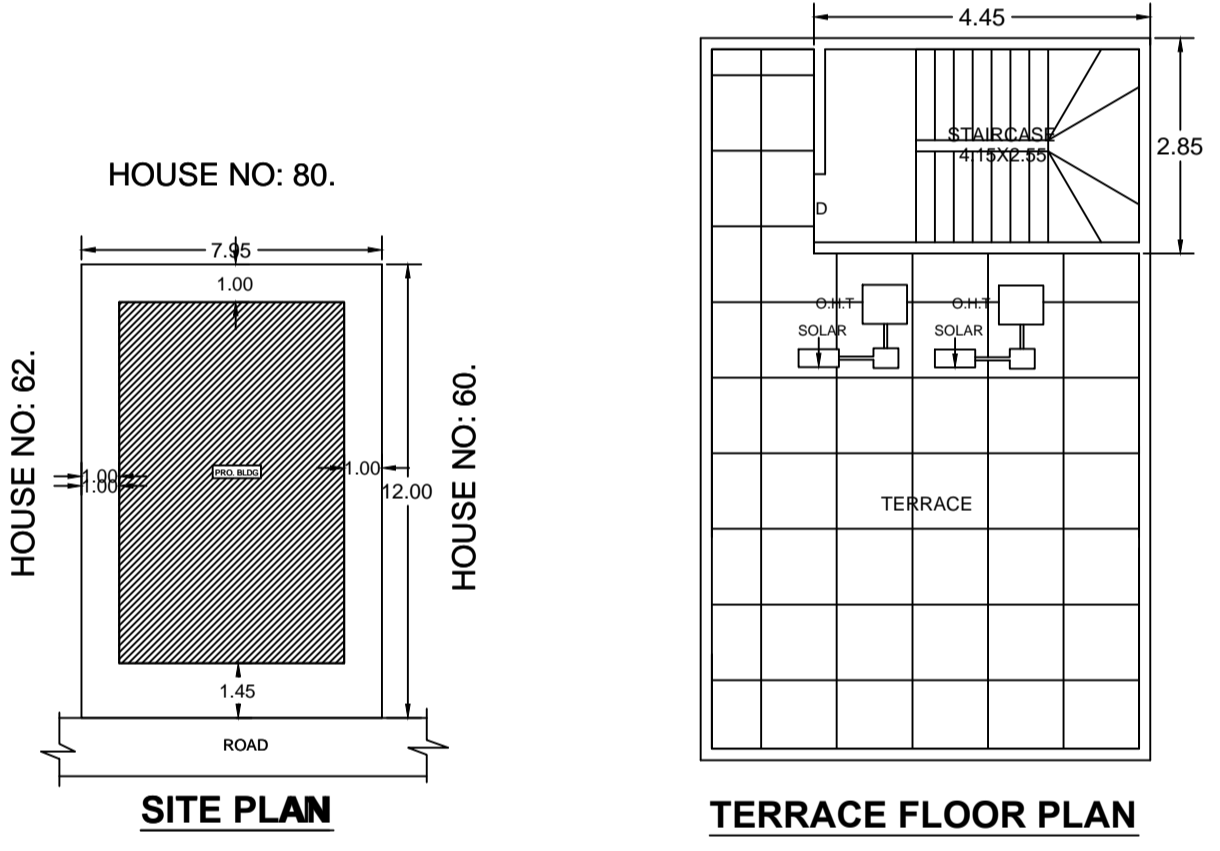 HOUSE NO: 80.
7.95
1.00
HOUSE NO: 62.
1.00
1.00
PRO. BLDG
1.00
12.00
HOUSE NO: 60.
1.45
ROAD
SITE PLAN
4.45
2.85
STAIRCASE
4.15X2.55
D
O.H.T
O.H.T
SOLAR
SOLAR
TERRACE
TERRACE FLOOR PLAN